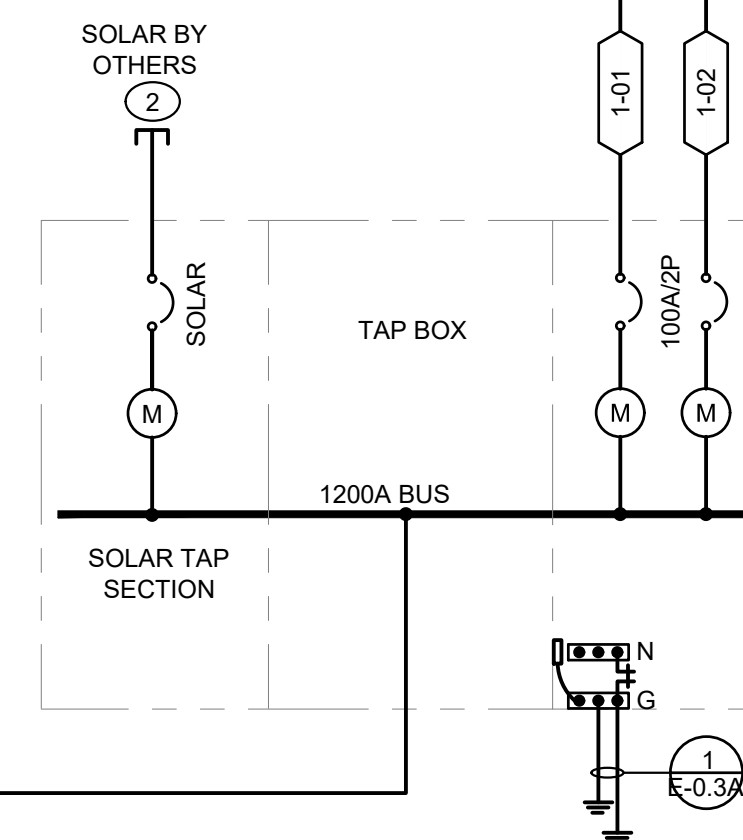 SOLAR BY
OTHERS
2
1-01
1-02
SOLAR
TAP BOX
100A/2P
M
M
M
1200A BUS
SOLAR TAP
SECTION
N
G
1
E-0.3A